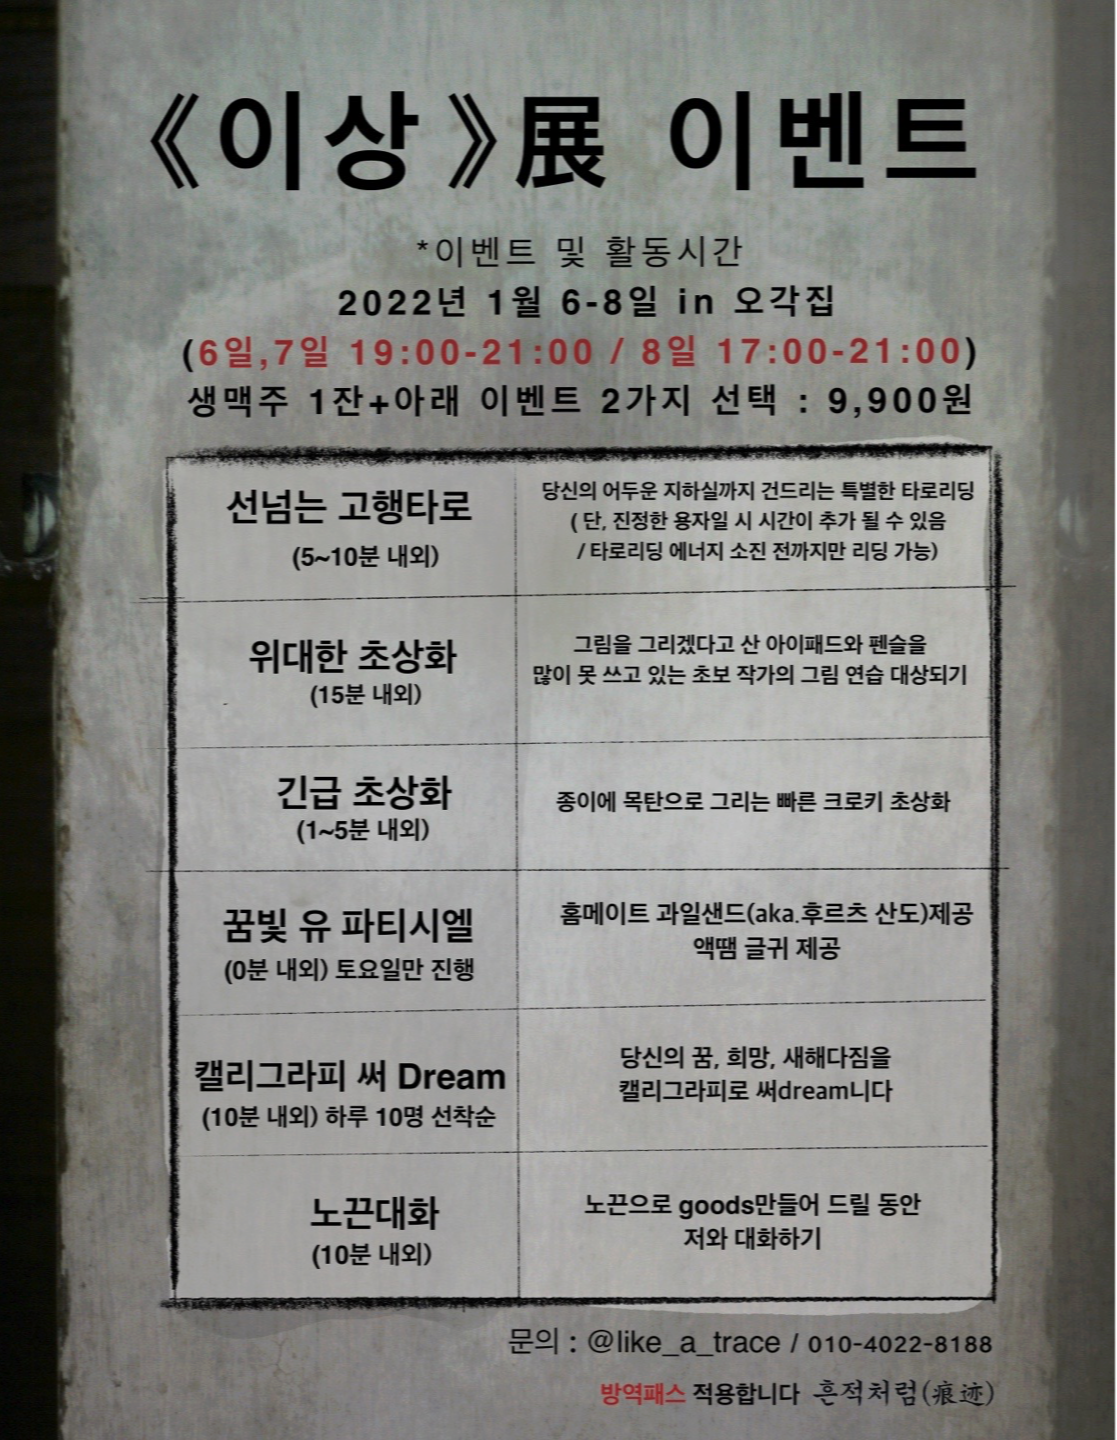 《이상》展 이벤트
*이벤트 및 활동시간
2022년 1월 6-8일 in 오각집
(6일,7일 19:00-21:00 / 8일 17:00-21:00)
생맥주 1잔+아래 이벤트 2가지 선택 : 9,900원
선넘는 고행타로
(5~10분 내외)
당신의 어두운 지하실까지 건드리는 특별한 타로리딩
( 단, 진정한 용자일 시 시간이 추가 될 수 있음
/ 타로리딩 에너지 소진 전까지만 리딩 가능)
위대한 초상화
(15분 내외)
그림을 그리겠다고 산 아이패드와 펜슬을
많이 못 쓰고 있는 초보 작가의 그림 연습 대상되기
긴급 초상화
(1~5분 내외)
종이에 목탄으로 그리는 빠른 크로키 초상화
꿈빛 유 파티시엘
(0분 내외) 토요일만 진행
홈메이트 과일샌드(aka.후르츠 산도)제공
액땜 글귀 제공
캘리그라피 써 Dream
(10분 내외) 하루 10명 선착순
당신의 꿈, 희망, 새해다짐을
캘리그라피로 써dream니다
노끈대화
(10분 내외)
노끈으로 goods만들어 드릴 동안
저와 대화하기
문의 : @like_a_trace / 010-4022-8188
방역패스 적용합니다 흔적처럼(痕迹)